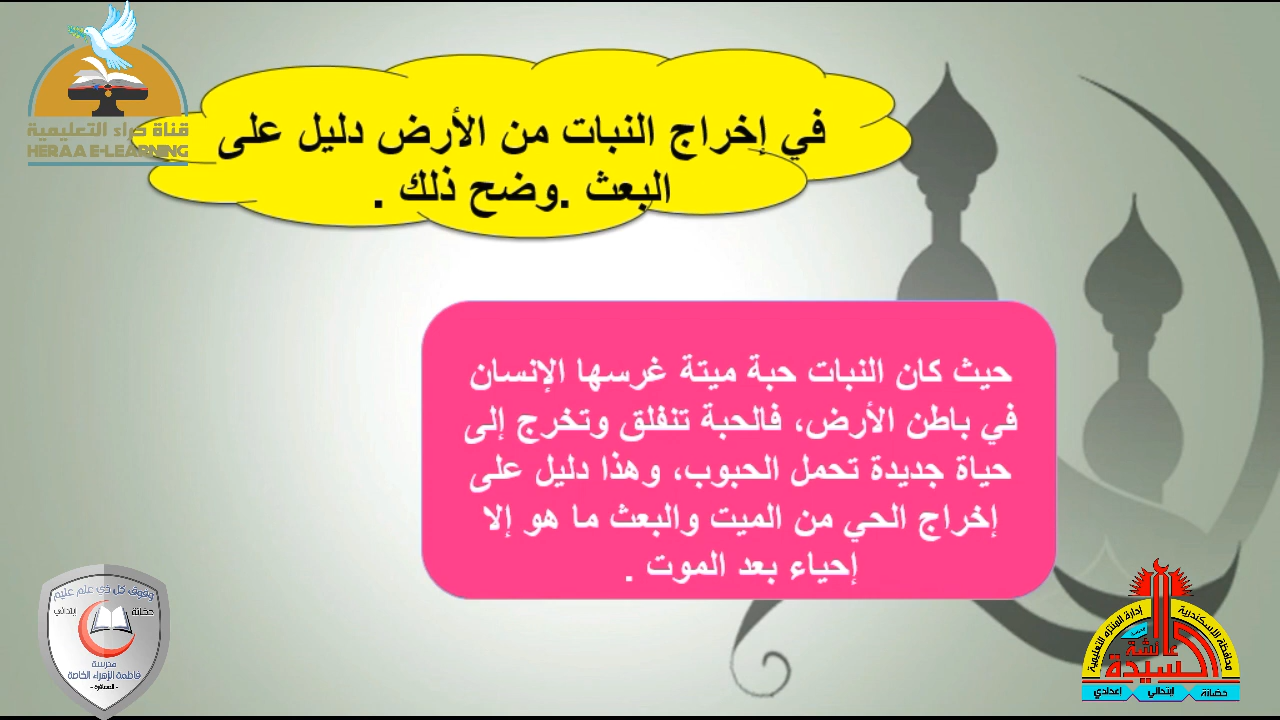 قناة حراء التعليمية
HERAA E-LEARNING
في إخراج النبات من الأرض دليل على
البعث .وضح ذلك .
حيث كان النبات حبة ميتة غرسها الإنسان
في باطن الأرض، فالحبة تنفلق وتخرج إلى
حياة جديدة تحمل الحبوب، وهذا دليل على
إخراج الحي من الميت والبعث ما هو إلا
إحياء بعد الموت .
وفوق كل ذي علم عليم
حضانة
مدرسة
فاطمة الزهراء الخاصة
محافظة الأسكندرية
إدارة المنتزه التعليمية
السيدة عائشة
حضانة
ابتدائي
اعدادي